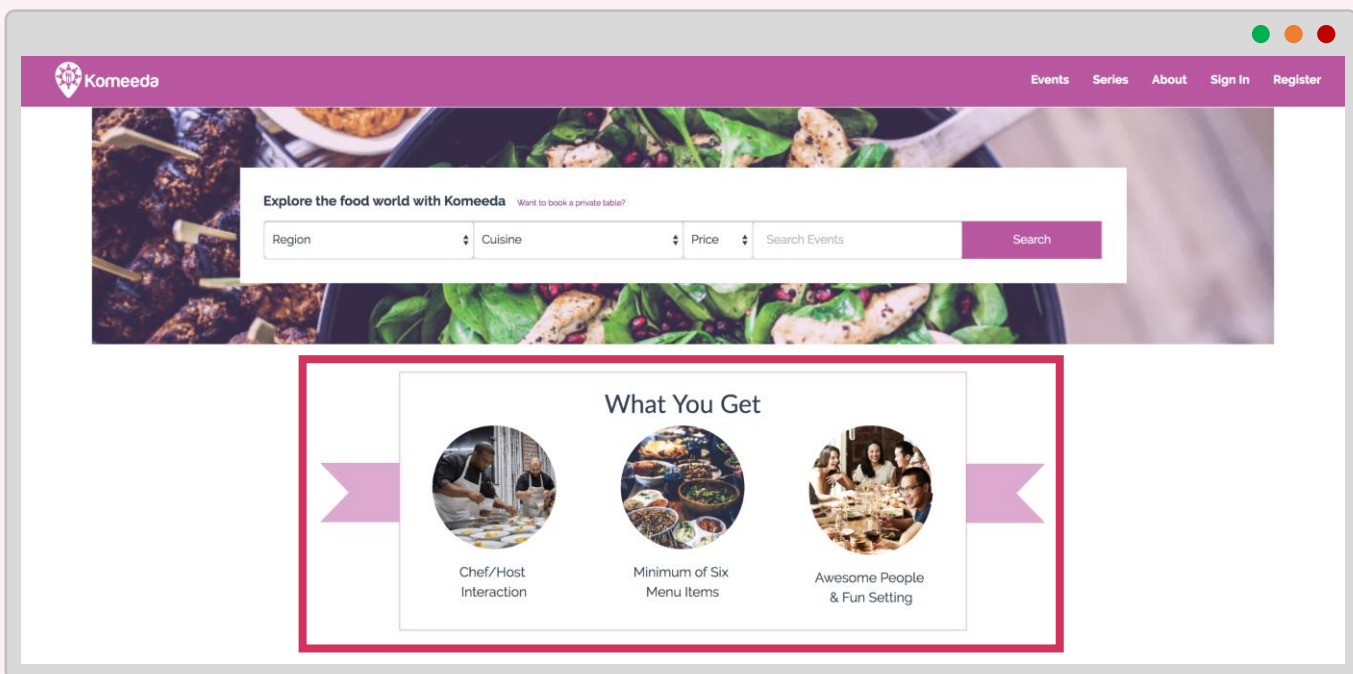 Komeeda
Events Series About Sign In Register
Explore the food world with Komeeda Want to book a private table?
Region Cuisine Price Search Events Search
What You Get
Chef/Host
Interaction
Minimum of Six
Menu Items
Awesome People
& Fun Setting